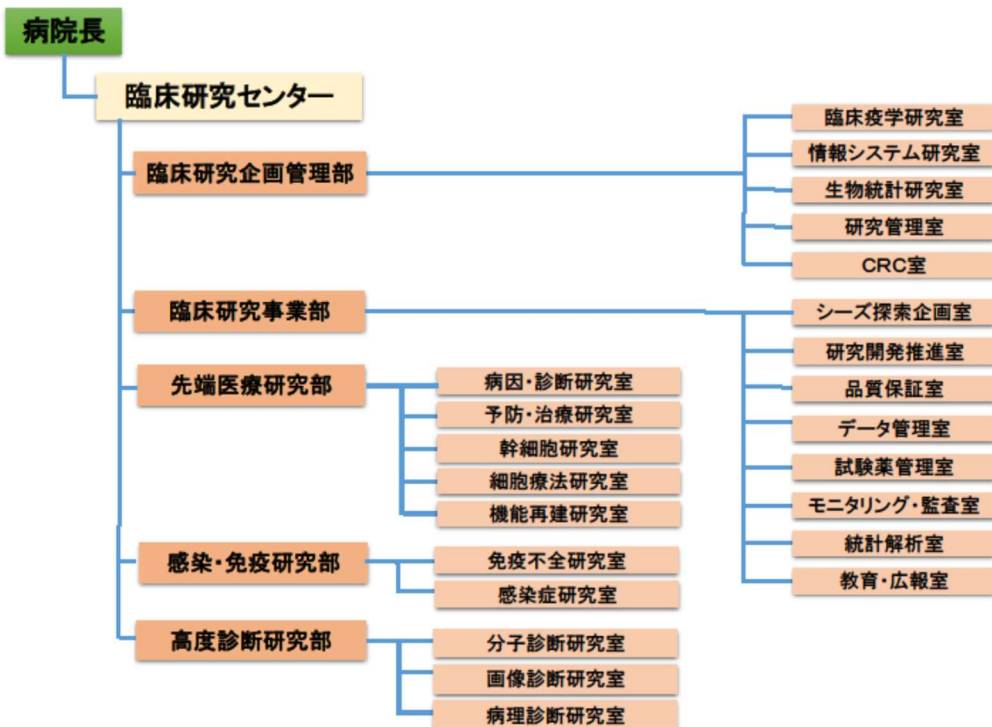 病院長
臨床研究センター
臨床研究企画管理部
臨床疫学研究室
情報システム研究室
生物統計研究室
研究管理室
CRC室
臨床研究事業部
シーズ探索企画室
研究開発推進室
品質保証室
データ管理室
試験薬管理室
モニタリング・監査室
統計解析室
教育・広報室
先端医療研究部
病因・診断研究室
予防・治療研究室
幹細胞研究室
細胞療法研究室
機能再建研究室
感染・免疫研究部
免疫不全研究室
感染症研究室
高度診断研究部
分子診断研究室
画像診断研究室
病理診断研究室